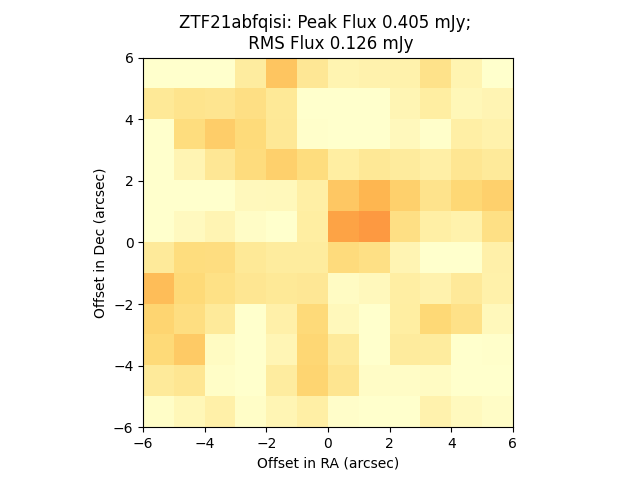 ZTF21abfqisi: Peak Flux 0.405 mJy;
RMS Flux 0.126 mJy
6
4
2
0
−2
−4
−6
Offset in Dec (arcsec)
−6 −4 −2 0 2 4 6
Offset in RA (arcsec)